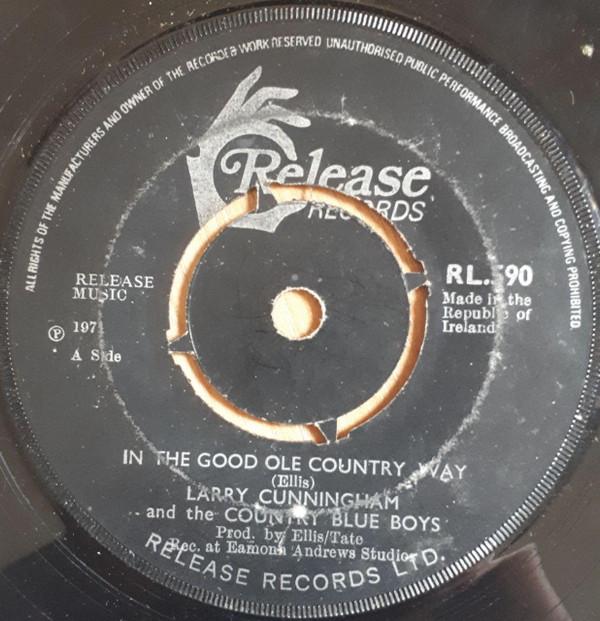 ALL RIGHTS OF THE MANUFACTURERS AND OWNER OF THE RECORDED WORK RESERVED UNAUTHORISED PUBLIC PERFORMANCE BROADCASTING AND COPYING PROHIBITED.
Release
RECORDS
RELEASE
MUSIC
℗ 197
A Side
RL. 90
Made in the
Republic of
Ireland
IN THE GOOD OLE COUNTRY WAY
(Ellis)
LARRY CUNNINGHAM
and the COUNTRY BLUE BOYS
Prod. by Ellis/Tate
Rec. at Eamonn Andrews Studio
RELEASE RECORDS LTD.